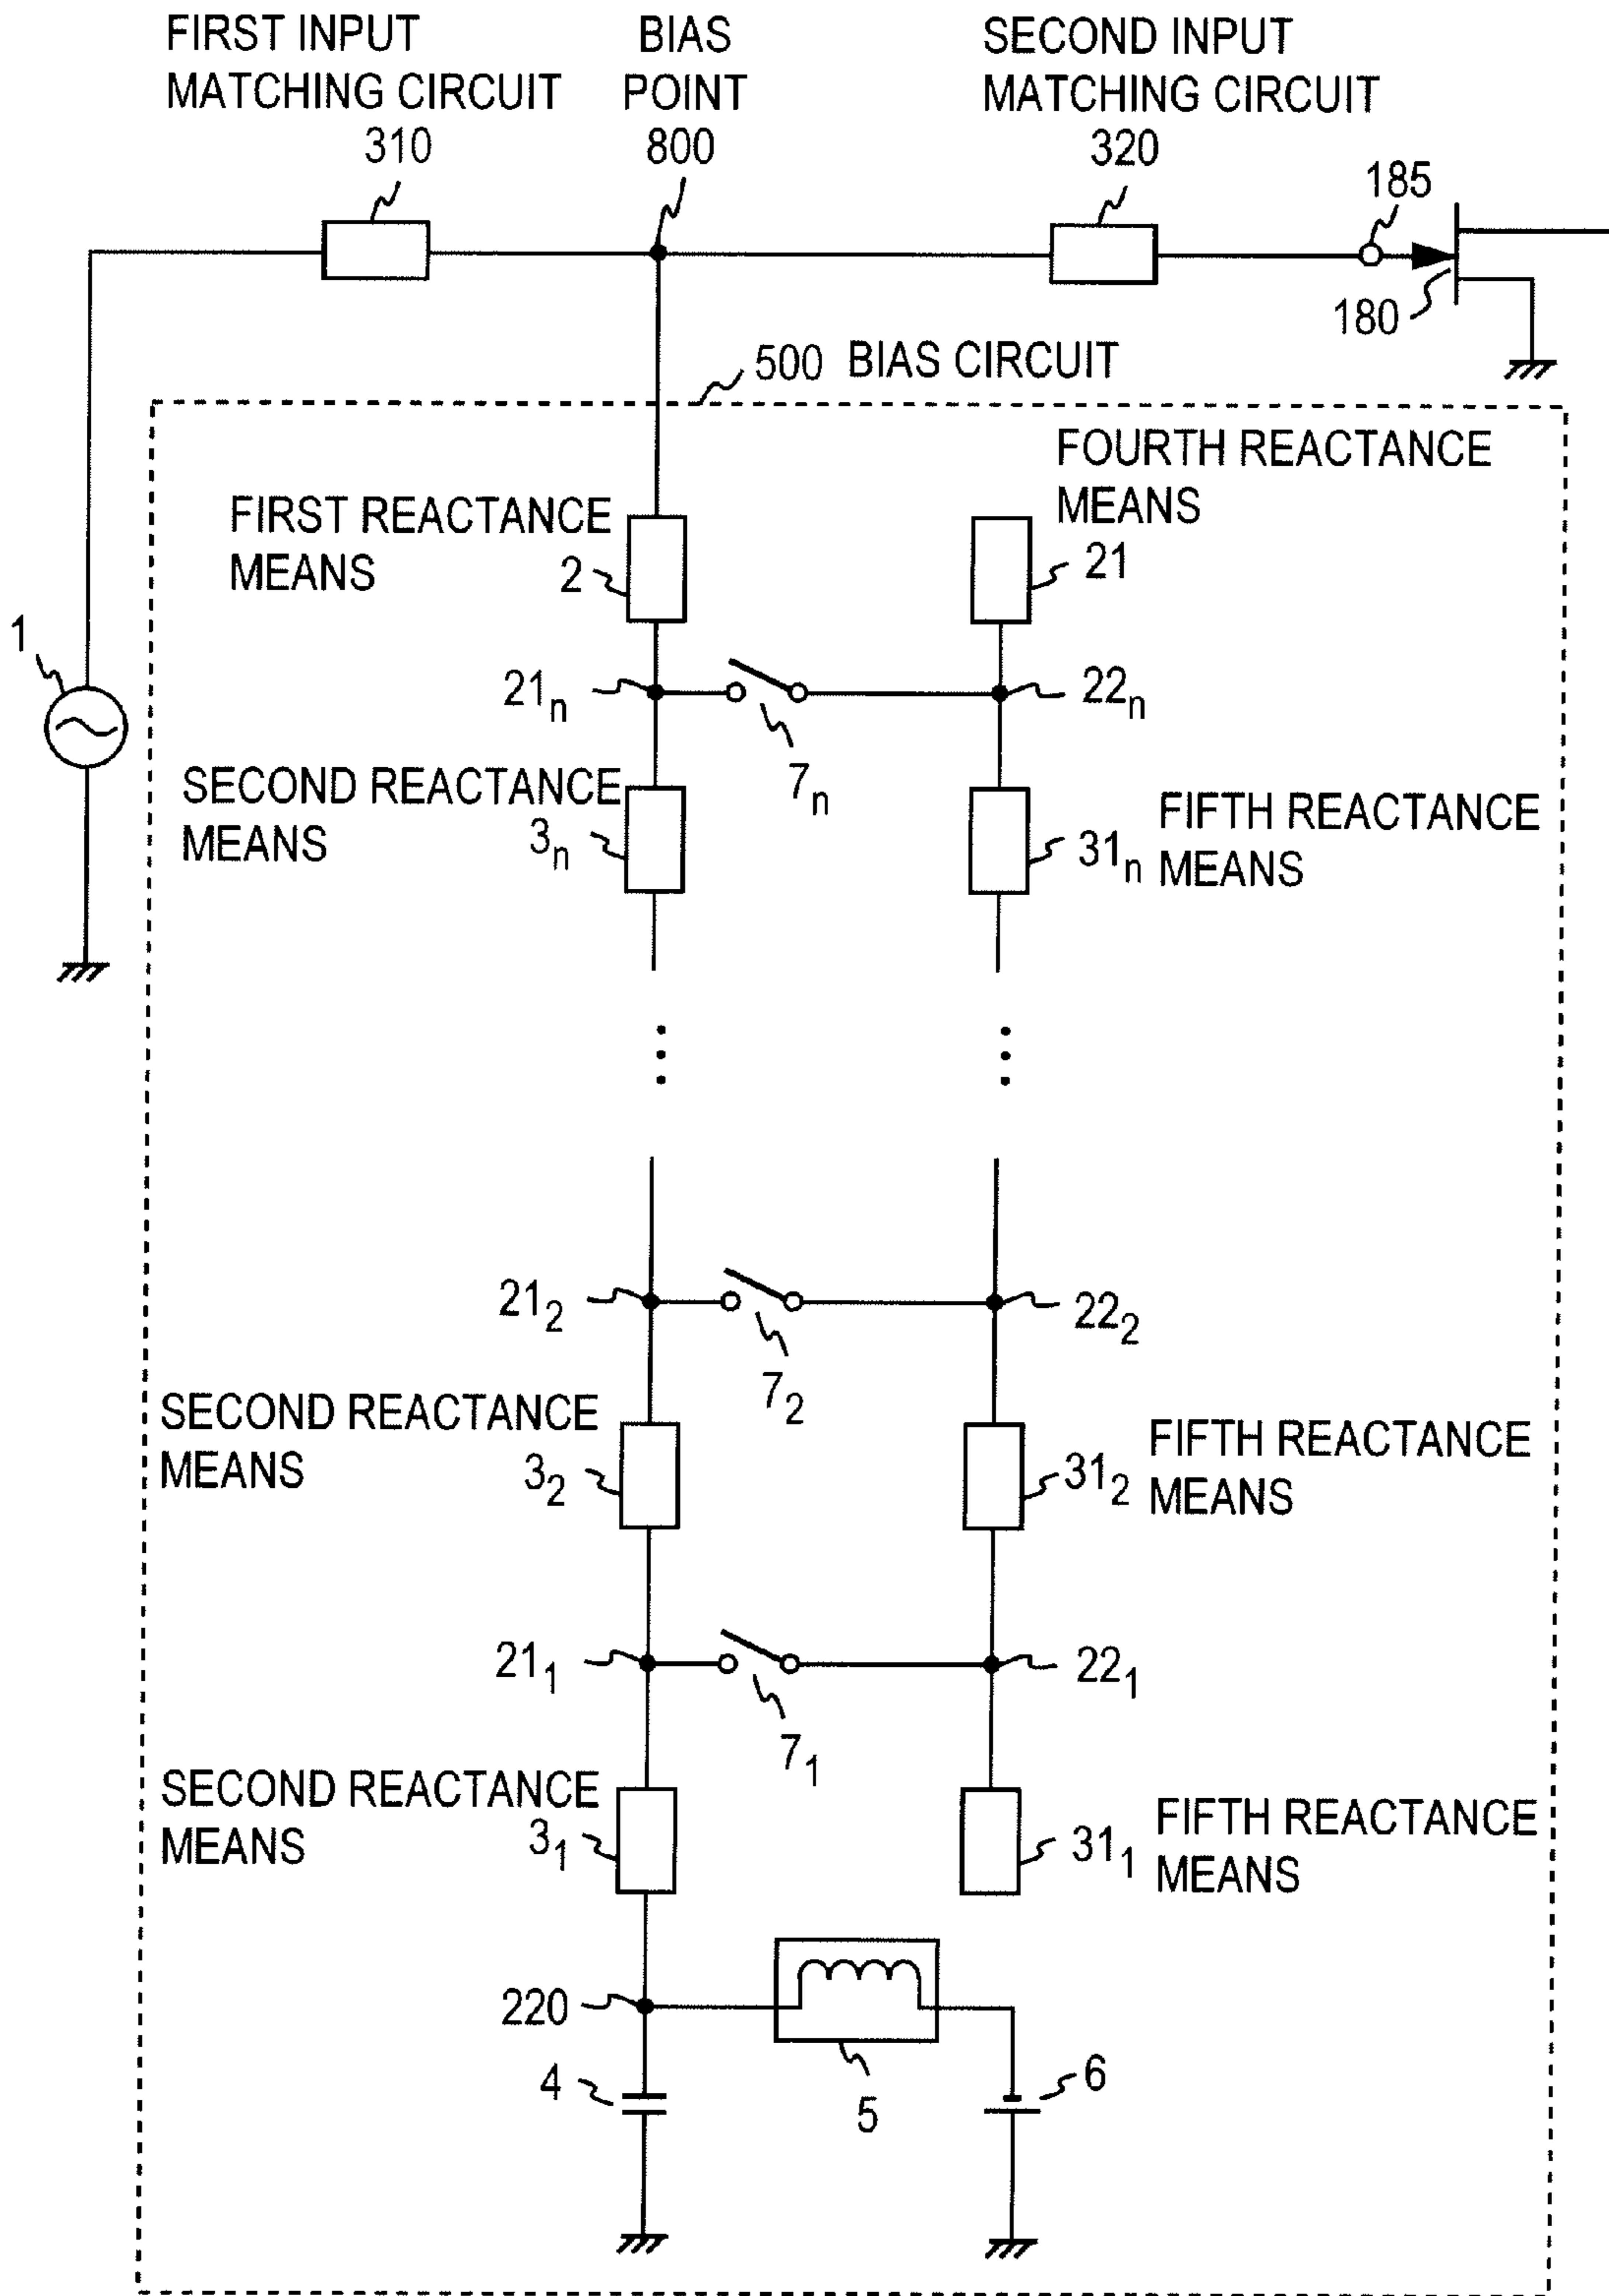 FIRST INPUT
MATCHING CIRCUIT
310
BIAS
POINT
800
SECOND INPUT
MATCHING CIRCUIT
320
185
180
500 BIAS CIRCUIT
FIRST REACTANCE
MEANS
2
FOURTH REACTANCE
MEANS
21
1
21n
7n
22n
SECOND REACTANCE
MEANS
3n
31n
FIFTH REACTANCE
MEANS
212
72
222
SECOND REACTANCE
MEANS
32
312
FIFTH REACTANCE
MEANS
211
71
221
SECOND REACTANCE
MEANS
31
311
FIFTH REACTANCE
MEANS
220
4
5
6